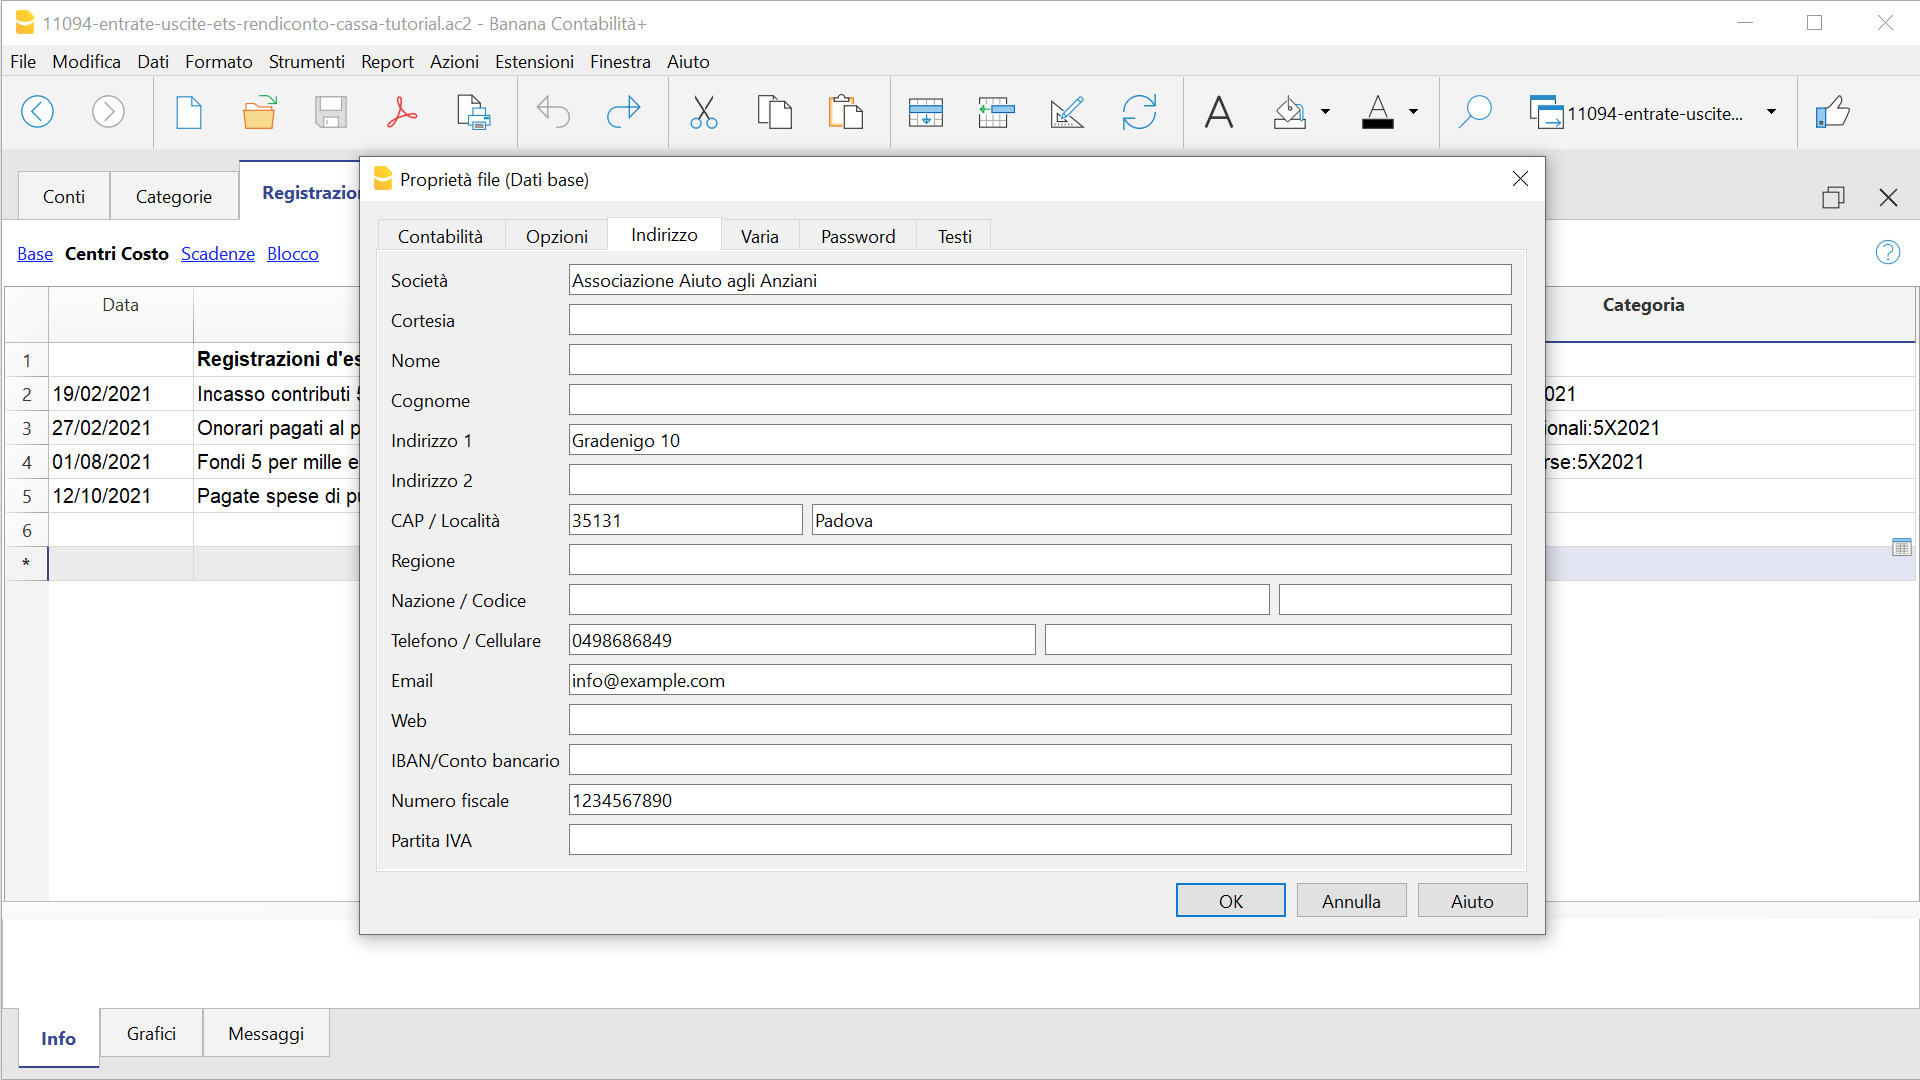 11094-entrate-uscite-ets-rendiconto-cassa-tutorial.ac2 - Banana Contabilità+
File Modifica Dati Formato Strumenti Report Azioni Estensioni Finestra Aiuto
11094-entrate-uscite...
Conti Categorie Registrazio
Base Centri Costo Scadenze Blocco
Data Categoria
1 Registrazioni d'es
2 19/02/2021 Incasso contributi 021
3 27/02/2021 Onorari pagati al p ionali:5X2021
4 01/08/2021 Fondi 5 per mille e rse:5X2021
5 12/10/2021 Pagate spese di pu
6
*
Proprietà file (Dati base)
Contabilità Opzioni Indirizzo Varia Password Testi
Società Associazione Aiuto agli Anziani
Cortesia
Nome
Cognome
Indirizzo 1 Gradenigo 10
Indirizzo 2
CAP / Località 35131 Padova
Regione
Nazione / Codice
Telefono / Cellulare 0498686849
Email info@example.com
Web
IBAN/Conto bancario
Numero fiscale 1234567890
Partita IVA
OK Annulla Aiuto
Info Grafici Messaggi